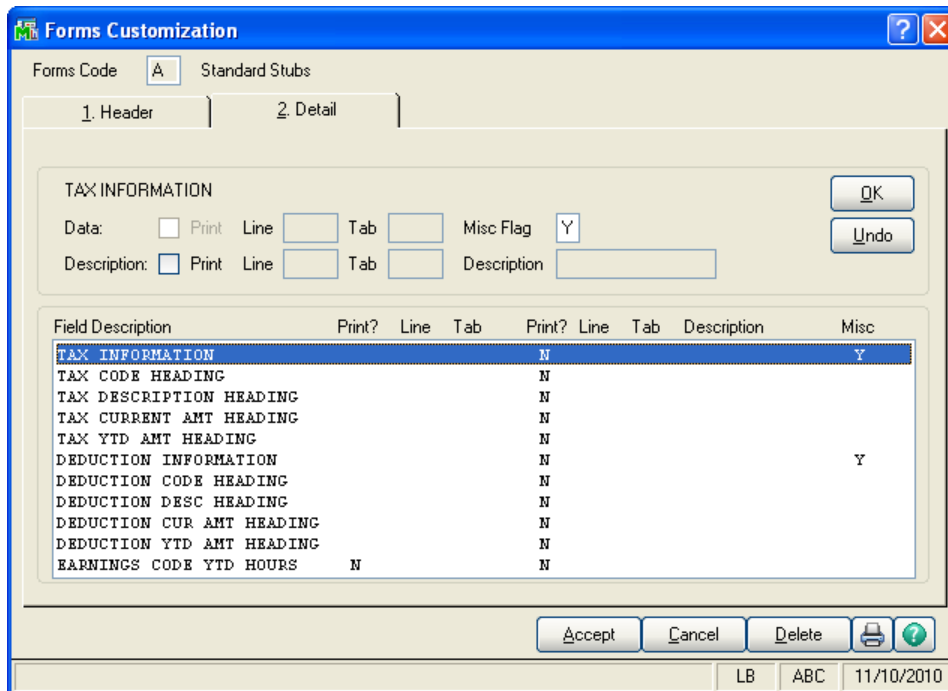 Forms Customization
Forms Code A Standard Stubs
1. Header 2. Detail
TAX INFORMATION
OK
Data: Print Line Tab Misc Flag Y
Undo
Description: Print Line Tab Description
Field Description Print? Line Tab Print? Line Tab Description Misc
TAX INFORMATION N Y
TAX CODE HEADING N
TAX DESCRIPTION HEADING N
TAX CURRENT AMT HEADING N
TAX YTD AMT HEADING N
DEDUCTION INFORMATION N Y
DEDUCTION CODE HEADING N
DEDUCTION DESC HEADING N
DEDUCTION CUR AMT HEADING N
DEDUCTION YTD AMT HEADING N
EARNINGS CODE YTD HOURS N N
Accept Cancel Delete
LB ABC 11/10/2010